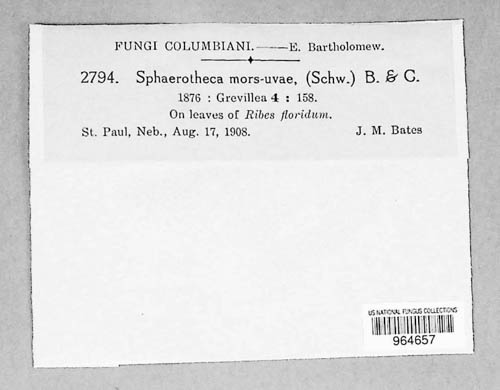 FUNGI COLUMBIANI.——E. Bartholomew.
2794. Sphaerotheca mors-uvae, (Schw.) B. & C.
1876 : Grevillea 4 : 158.
On leaves of Ribes floridum.
St. Paul, Neb., Aug. 17, 1908. J. M. Bates
US NATIONAL FUNGUS COLLECTIONS
964657